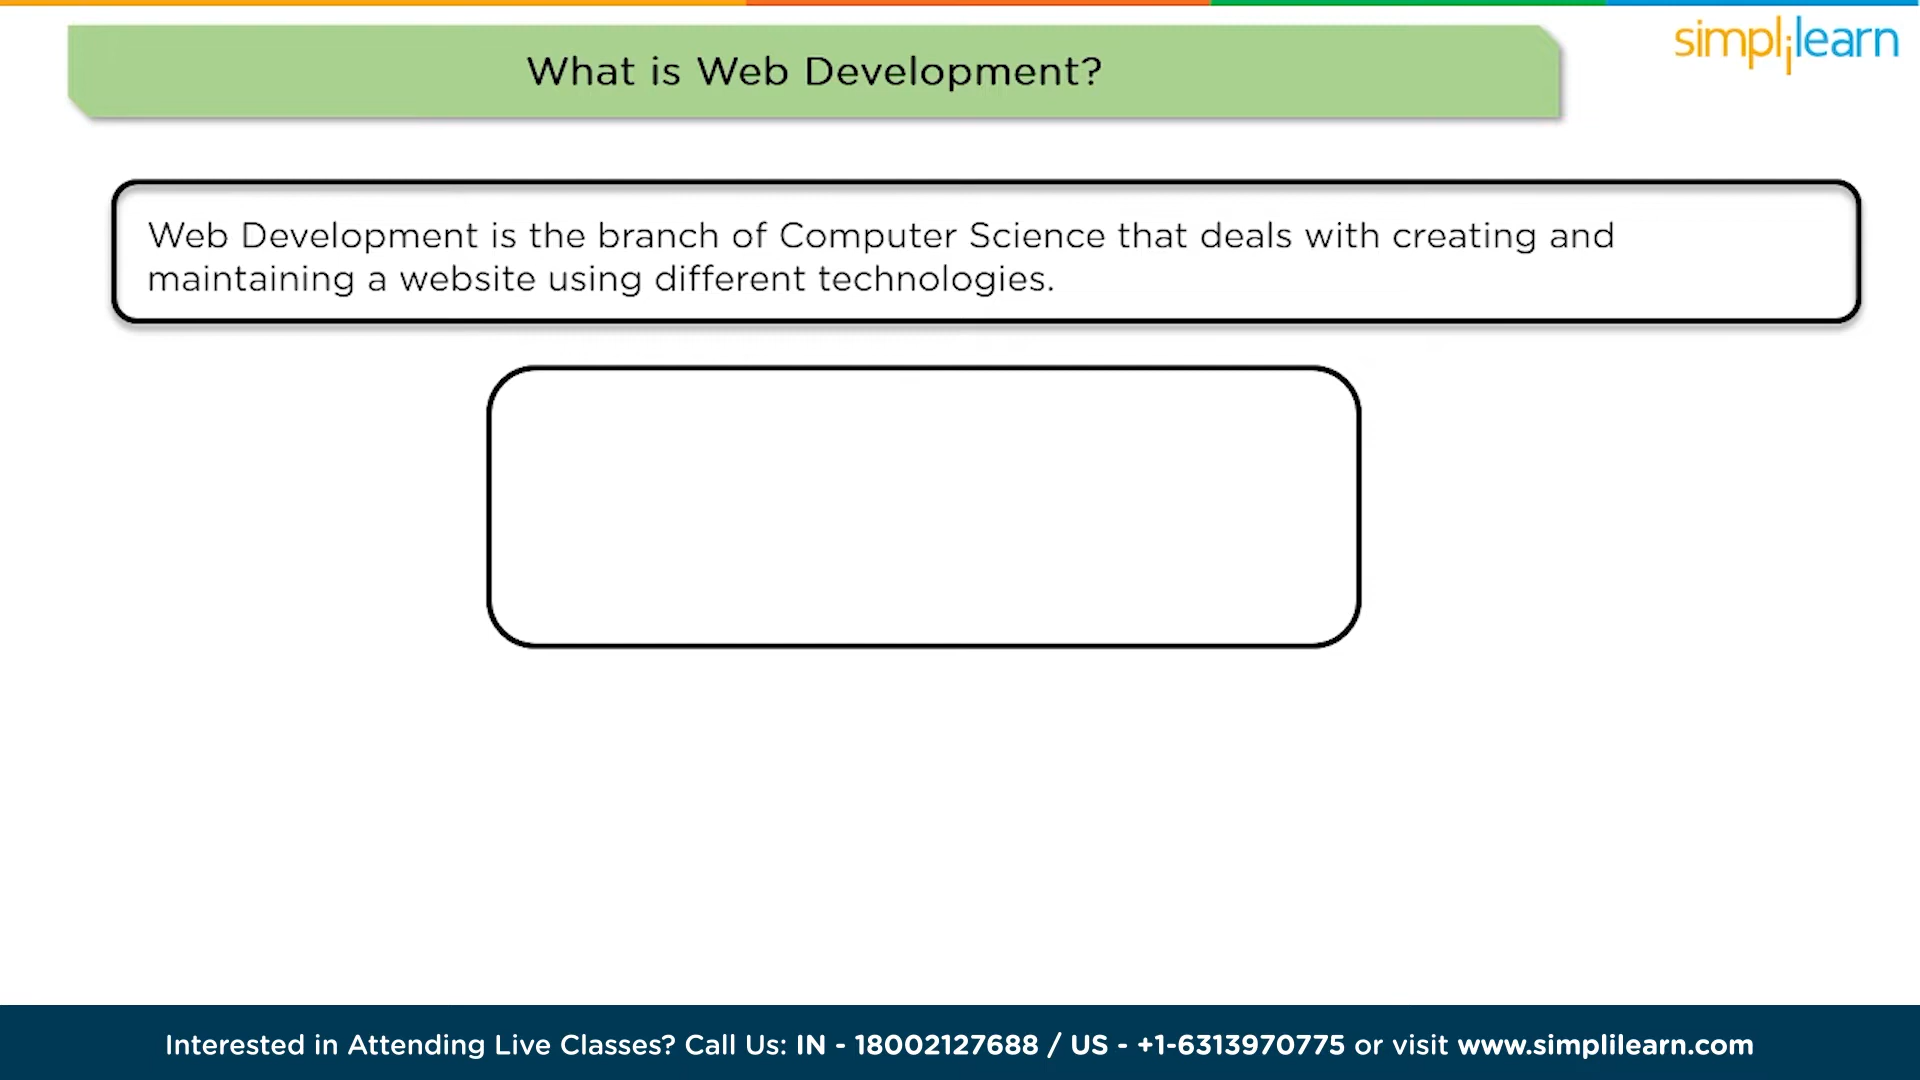 What is Web Development?
simplilearn
Web Development is the branch of Computer Science that deals with creating and
maintaining a website using different technologies.
Interested in Attending Live Classes? Call Us: IN - 18002127688 / US - +1-6313970775 or visit www.simplilearn.com